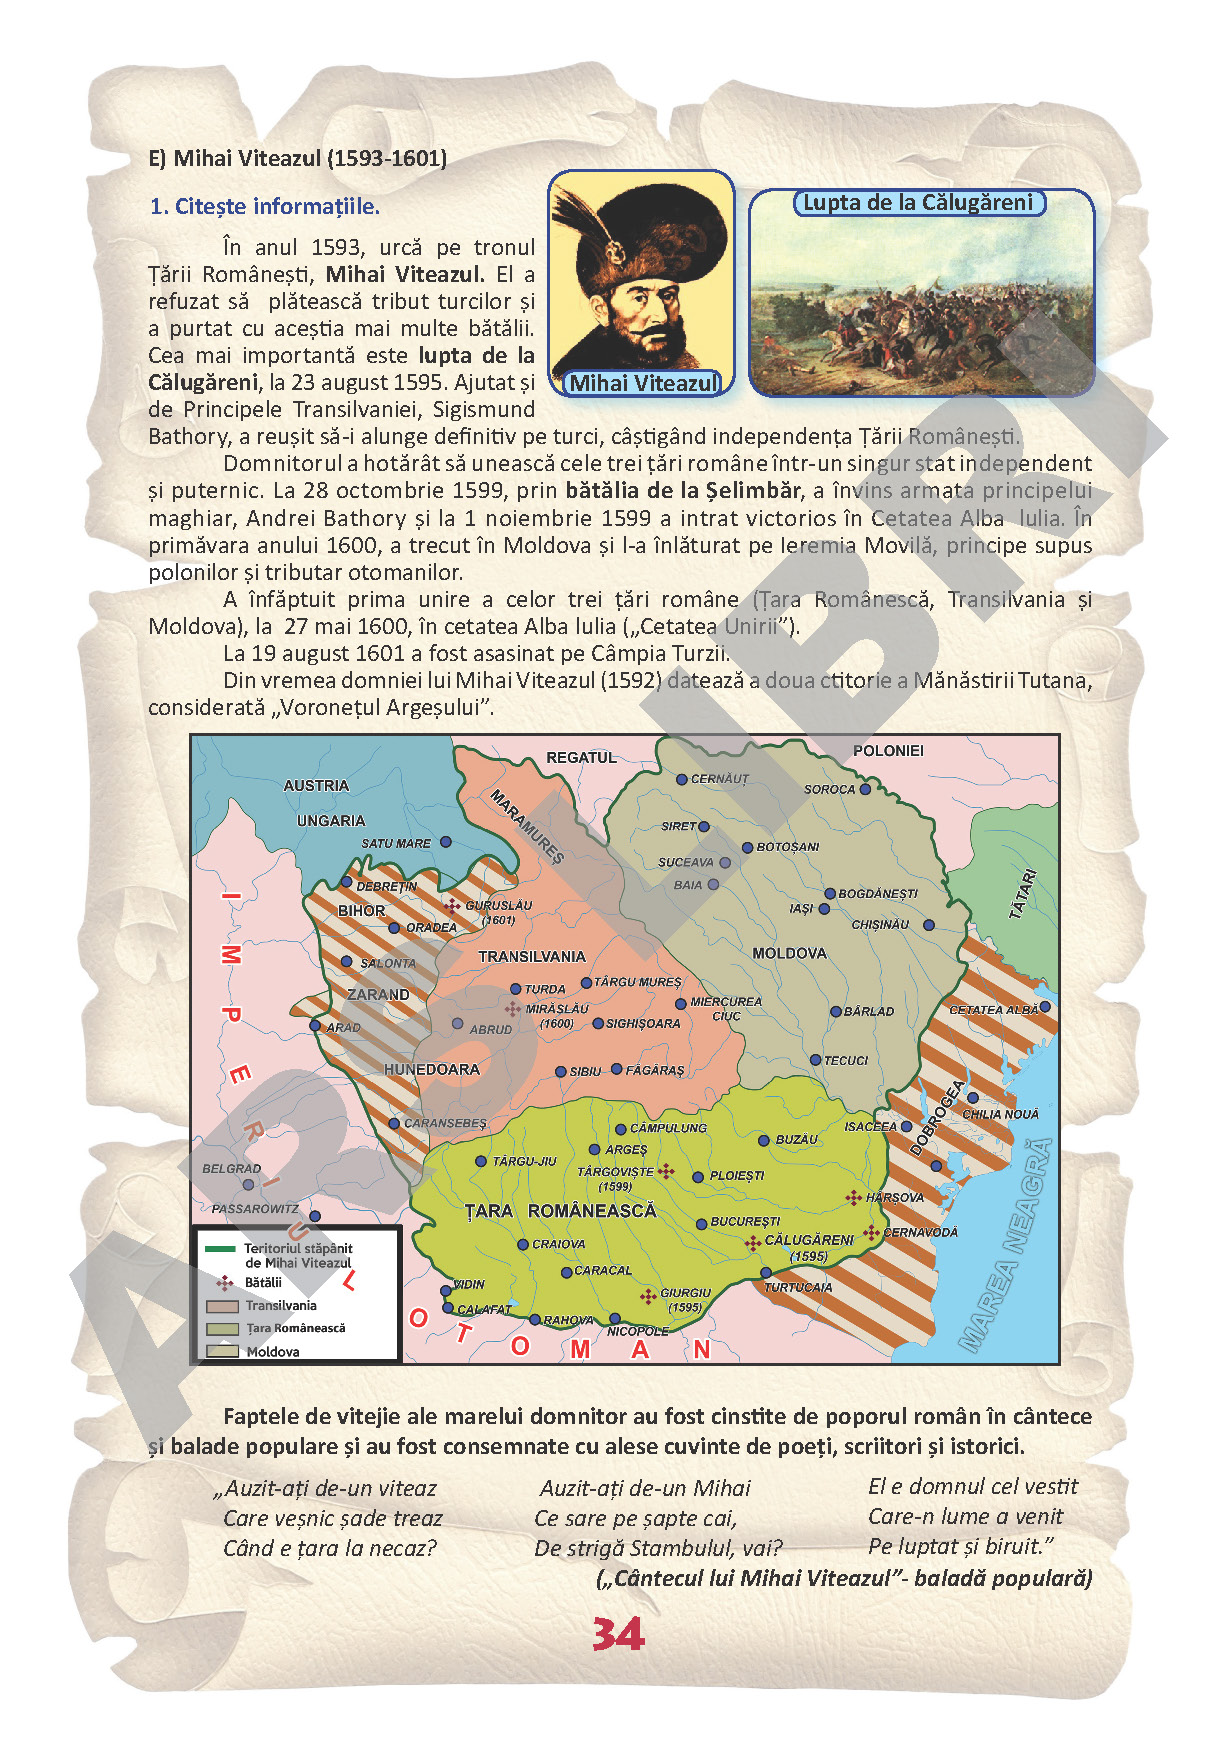 E) Mihai Viteazul (1593-1601)
1. Citește informațiile.
În anul 1593, urcă pe tronul
Țării Românești, Mihai Viteazul. El a
refuzat să plătească tribut turcilor și
a purtat cu aceștia mai multe bătălii.
Cea mai importantă este lupta de la
Călugăreni, la 23 august 1595. Ajutat și
de Principele Transilvaniei, Sigismund
Bathory, a reușit să-i alunge definitiv pe turci, câștigând independența Țării Românești.
Mihai Viteazul
Lupta de la Călugăreni
Domnitorul a hotărât să unească cele trei țări române într-un singur stat independent
și puternic. La 28 octombrie 1599, prin bătălia de la Șelimbăr, a învins armata principelui
maghiar, Andrei Bathory și la 1 noiembrie 1599 a intrat victorios în Cetatea Alba Iulia. În
primăvara anului 1600, a trecut în Moldova și l-a înlăturat pe Ieremia Movilă, principe supus
polonilor și tributar otomanilor.
A înfăptuit prima unire a celor trei țări române (Țara Românescă, Transilvania și
Moldova), la 27 mai 1600, în cetatea Alba Iulia („Cetatea Unirii”).
La 19 august 1601 a fost asasinat pe Câmpia Turzii.
Din vremea domniei lui Mihai Viteazul (1592) datează a doua ctitorie a Mănăstirii Tutana,
considerată „Voronețul Argeșului”.
REGATUL
POLONIEI
AUSTRIA
UNGARIA
MARAMUREȘ
CERNĂUȚ
SOROCA
SATU MARE
SIRET
BOTOȘANI
SUCEAVA
BAIA
DEBREȚIN
BIHOR
GURUSLĂU
(1601)
ORADEA
BOGDĂNEȘTI
IAȘI
CHIȘINĂU
TĂTARI
SALONTA
TRANSILVANIA
MOLDOVA
ZARAND
TURDA
TÂRGU MUREȘ
MIRĂSLĂU
(1600)
MIERCUREA
CIUC
ARAD
ABRUD
SIGHIȘOARA
BÂRLAD
CETATEA ALBĂ
HUNEDOARA
SIBIU
FĂGĂRAȘ
TECUCI
CARANSEBEȘ
CÂMPULUNG
BUZĂU
ISACEEA
DOBROGEA
CHILIA NOUĂ
ARGEȘ
TÂRGU-JIU
TÂRGOVIȘTE
(1599)
PLOIEȘTI
BELGRAD
PASSAROWITZ
HÂRȘOVA
ȚARA ROMÂNEASCĂ
BUCUREȘTI
CERNAVODĂ
CRAIOVA
CĂLUGĂRENI
(1595)
CARACAL
VIDIN
CALAFAT
GIURGIU
(1595)
TURTUCAIA
RAHOVA
NICOPOLE
MAREA NEAGRĂ
IMPERIUL OTOMAN
Teritoriul stăpânit
de Mihai Viteazul
Bătălii
Transilvania
Țara Românească
Moldova
Faptele de vitejie ale marelui domnitor au fost cinstite de poporul român în cântece
și balade populare și au fost consemnate cu alese cuvinte de poeți, scriitori și istorici.
„Auzit-ați de-un viteaz
Care veșnic șade treaz
Când e țara la necaz?
Auzit-ați de-un Mihai
Ce sare pe șapte cai,
De strigă Stambulul, vai?
El e domnul cel vestit
Care-n lume a venit
Pe luptat și biruit.”
(„Cântecul lui Mihai Viteazul”- baladă populară)
34
ARS LIBRI